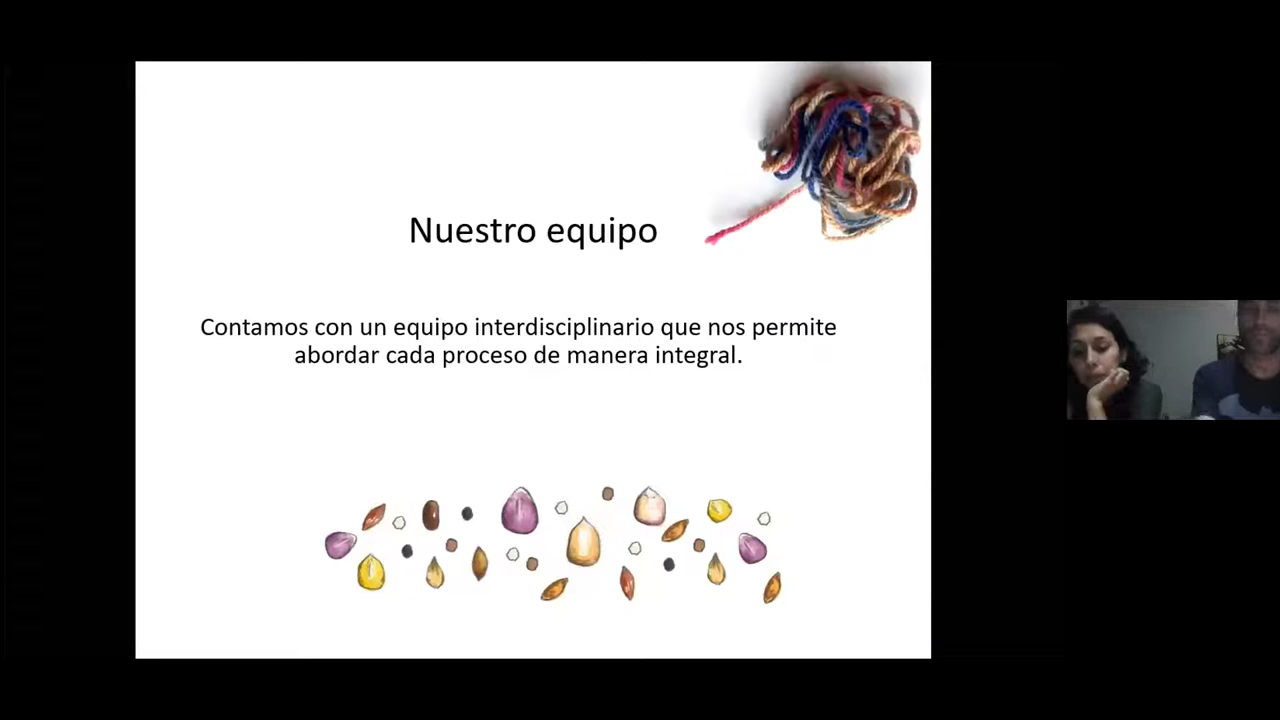 Nuestro equipo
Contamos con un equipo interdisciplinario que nos permite
abordar cada proceso de manera integral.